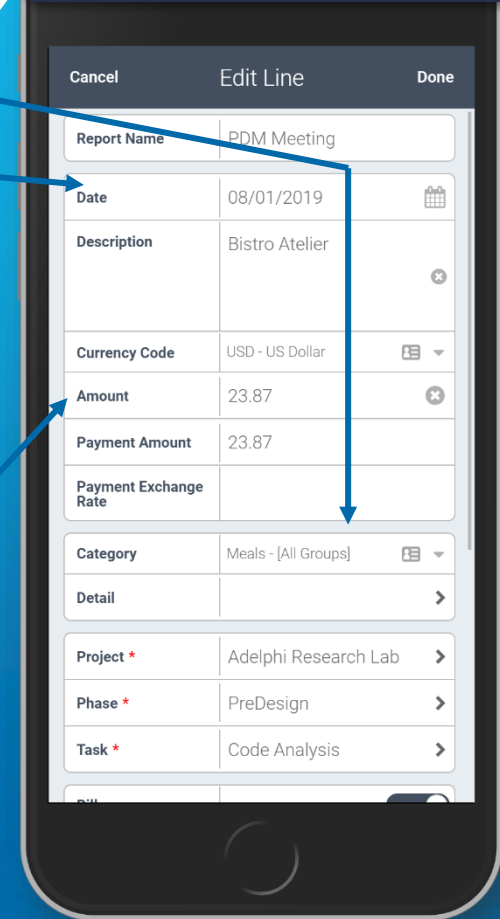 Cancel Edit Line Done
Report Name PDM Meeting
Date 08/01/2019
Description Bistro Atelier
Currency Code USD - US Dollar
Amount 23.87
Payment Amount 23.87
Payment Exchange
Rate
Category Meals - [All Groups]
Detail
Project * Adelphi Research Lab
Phase * PreDesign
Task * Code Analysis